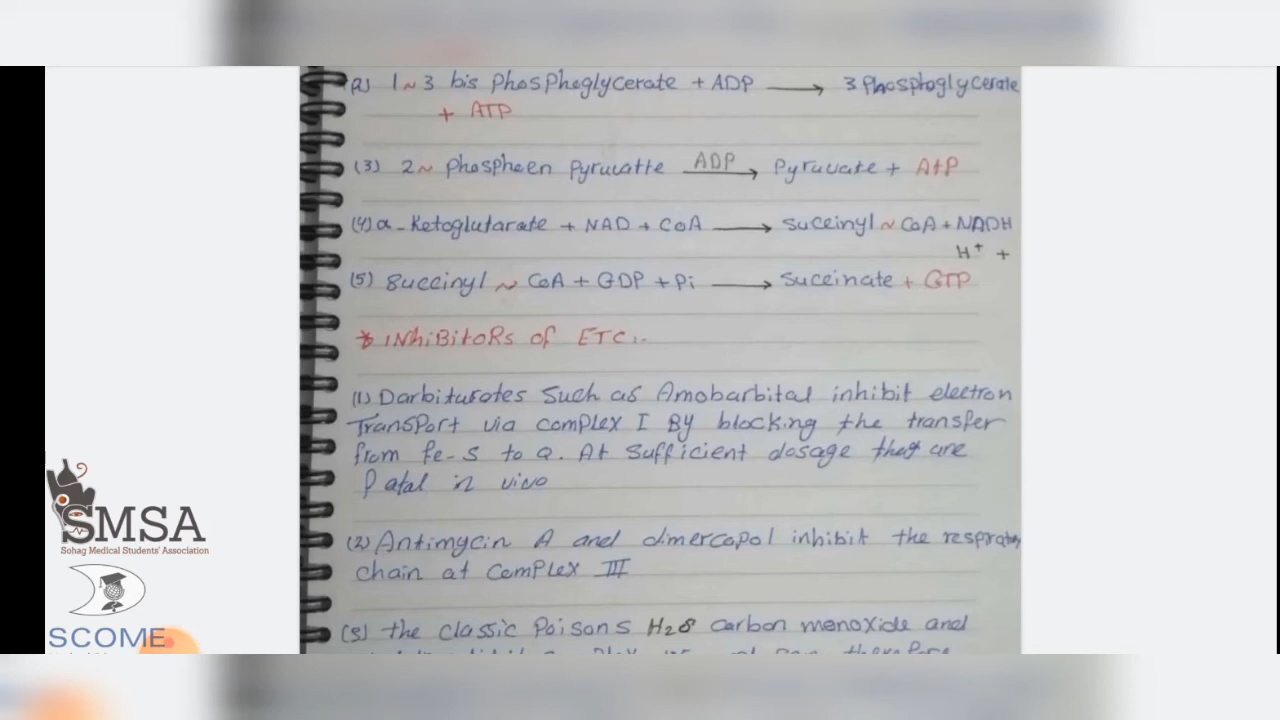 (2) 1~3 bis phosphoglycerate + ADP ⟶ 3 Phosphoglycerate
+ ATP
(3) 2~ phosphoen pyruvatte ADP ⟶ Pyruvate + AtP
(4) α-Ketoglutarate + NAD + CoA ⟶ succinyl ~ CoA + NADH
H⁺ +
(5) Succinyl ~ CoA + GDP + Pi ⟶ Succinate + GTP
* INhiBitoRs of ETC:-
(1) Barbiturates such as Amobarbital inhibit electron
Transport via complex I By blocking the transfer
from fe-S to Q. At sufficient dosage they are
fatal in vivo
(2) Antimycin A and dimercapol inhibit the respiratory
chain at complex III
(3) the classic Poisons H2S carbon monoxide and
therefore
SMSA
Sohag Medical Students' Association
SCOME